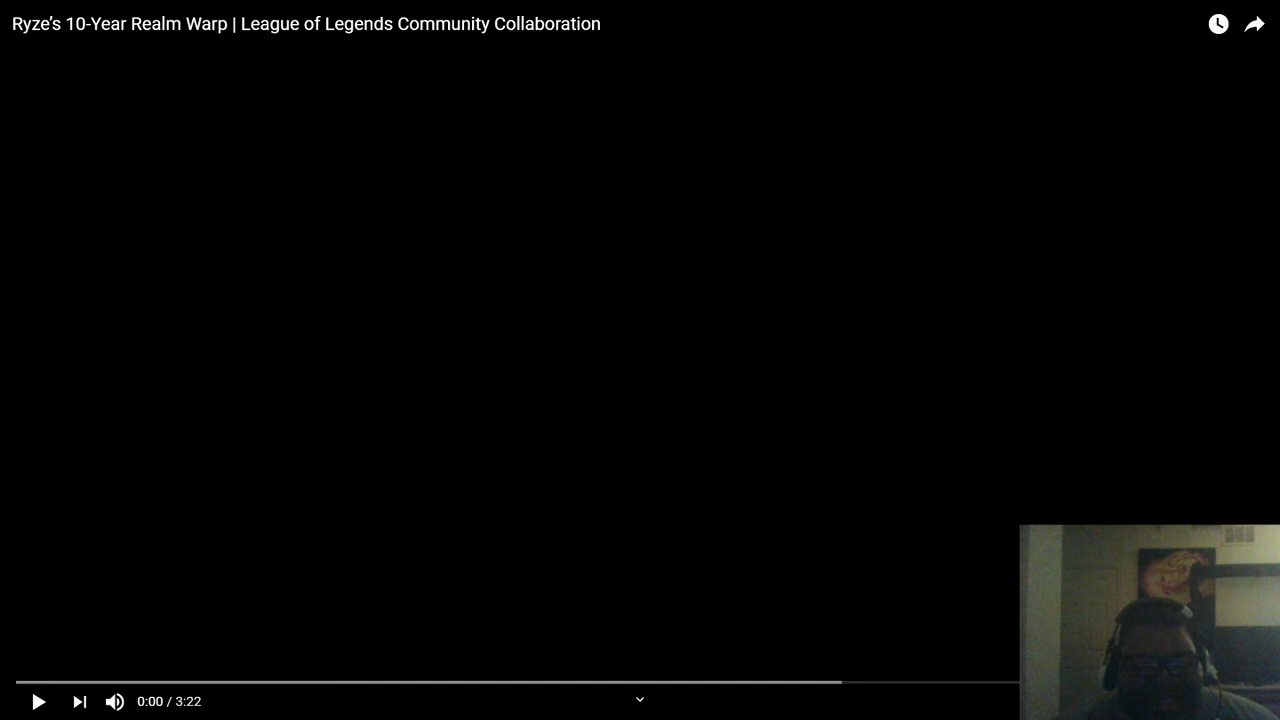 Ryze’s 10-Year Realm Warp | League of Legends Community Collaboration
0:00 / 3:22